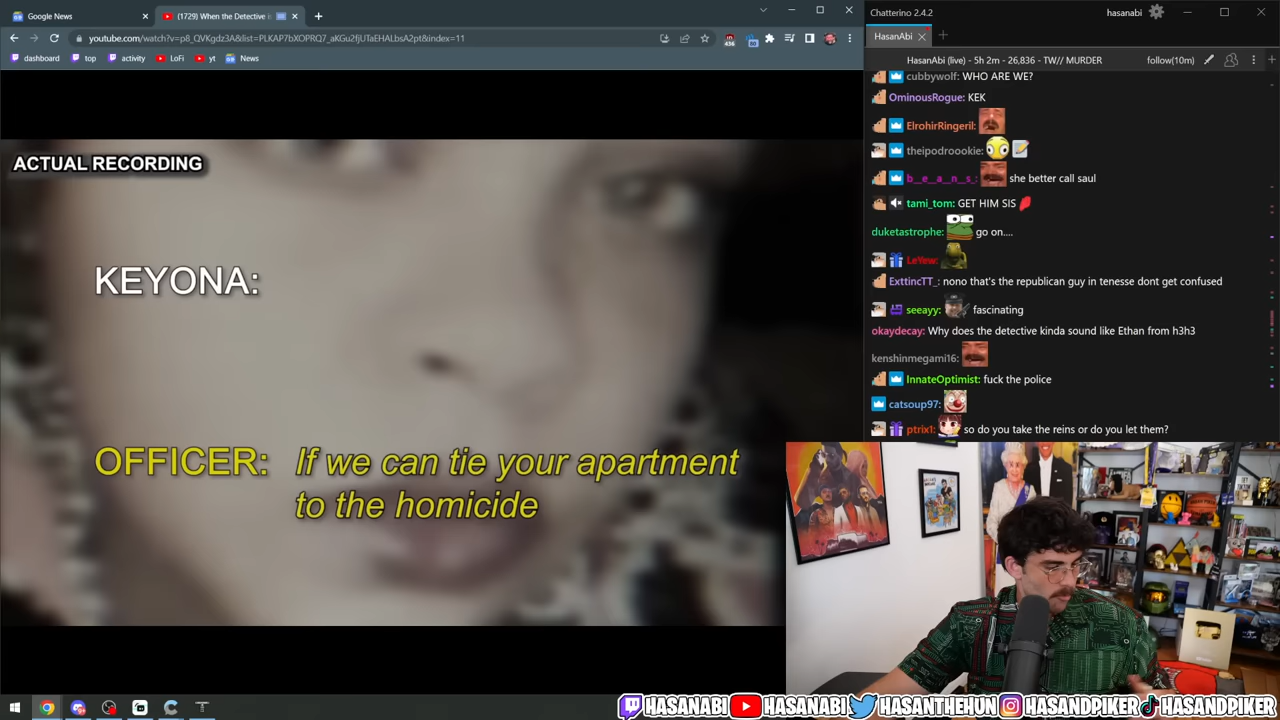 Google News
(1729) When the Detective i
youtube.com/watch?v=p8_QVKgdz3A&list=PLKAP7bXOPRQ7_aKGu2fjUTaEHALbsA2pt&index=11
436
80
dashboard
top
activity
LoFi
yt
News
ACTUAL RECORDING
KEYONA:
OFFICER: If we can tie your apartment
to the homicide
Chatterino 2.4.2
hasanabi
HasanAbi
HasanAbi (live) - 5h 2m - 26,836 - TW// MURDER
follow(10m)
cubbywolf: WHO ARE WE?
OminousRogue: KEK
ElrohirRingeril:
theipodroookie:
b__e__a__n__s_: she better call saul
tami_tom: GET HIM SIS
duketastrophe: go on....
LeYew:
ExttincTT_: nono that's the republican guy in tenesse dont get confused
seeayy: fascinating
okaydecay: Why does the detective kinda sound like Ethan from h3h3
kenshinmegami16:
InnateOptimist: fuck the police
catsoup97:
ptrix1: so do you take the reins or do you let them?
HASANABI
HASANABI
HASANTHEHUN
HASANDPIKER
HASANDPIKER